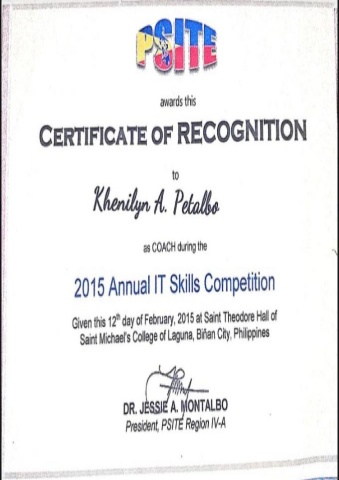 PSITE
awards this
CERTIFICATE OF RECOGNITION
to
Khenilyn A. Petalbo
as COACH during the
2015 Annual IT Skills Competition
Given this 12th day of February, 2015 at Saint Theodore Hall of
Saint Michael's College of Laguna, Biñan City, Philippines
DR. JESSIE A. MONTALBO
President, PSITE Region IV-A